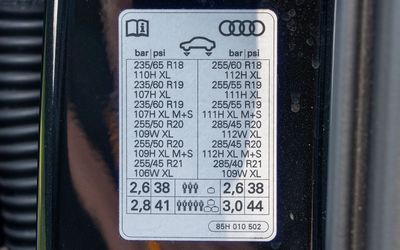 bar psi bar psi
235/65 R18 255/60 R18
110H XL 112H XL
235/60 R19 255/55 R19
107H XL 111H XL
235/60 R19 255/55 R19
107H XL M+S 111H XL M+S
255/50 R20 285/45 R20
109W XL 112W XL
255/50 R20 285/45 R20
109H XL M+S 112H XL M+S
255/45 R21 285/40 R21
106W XL 109W XL
2,6 38 2,6 38
2,8 41 3,0 44
85H 010 502